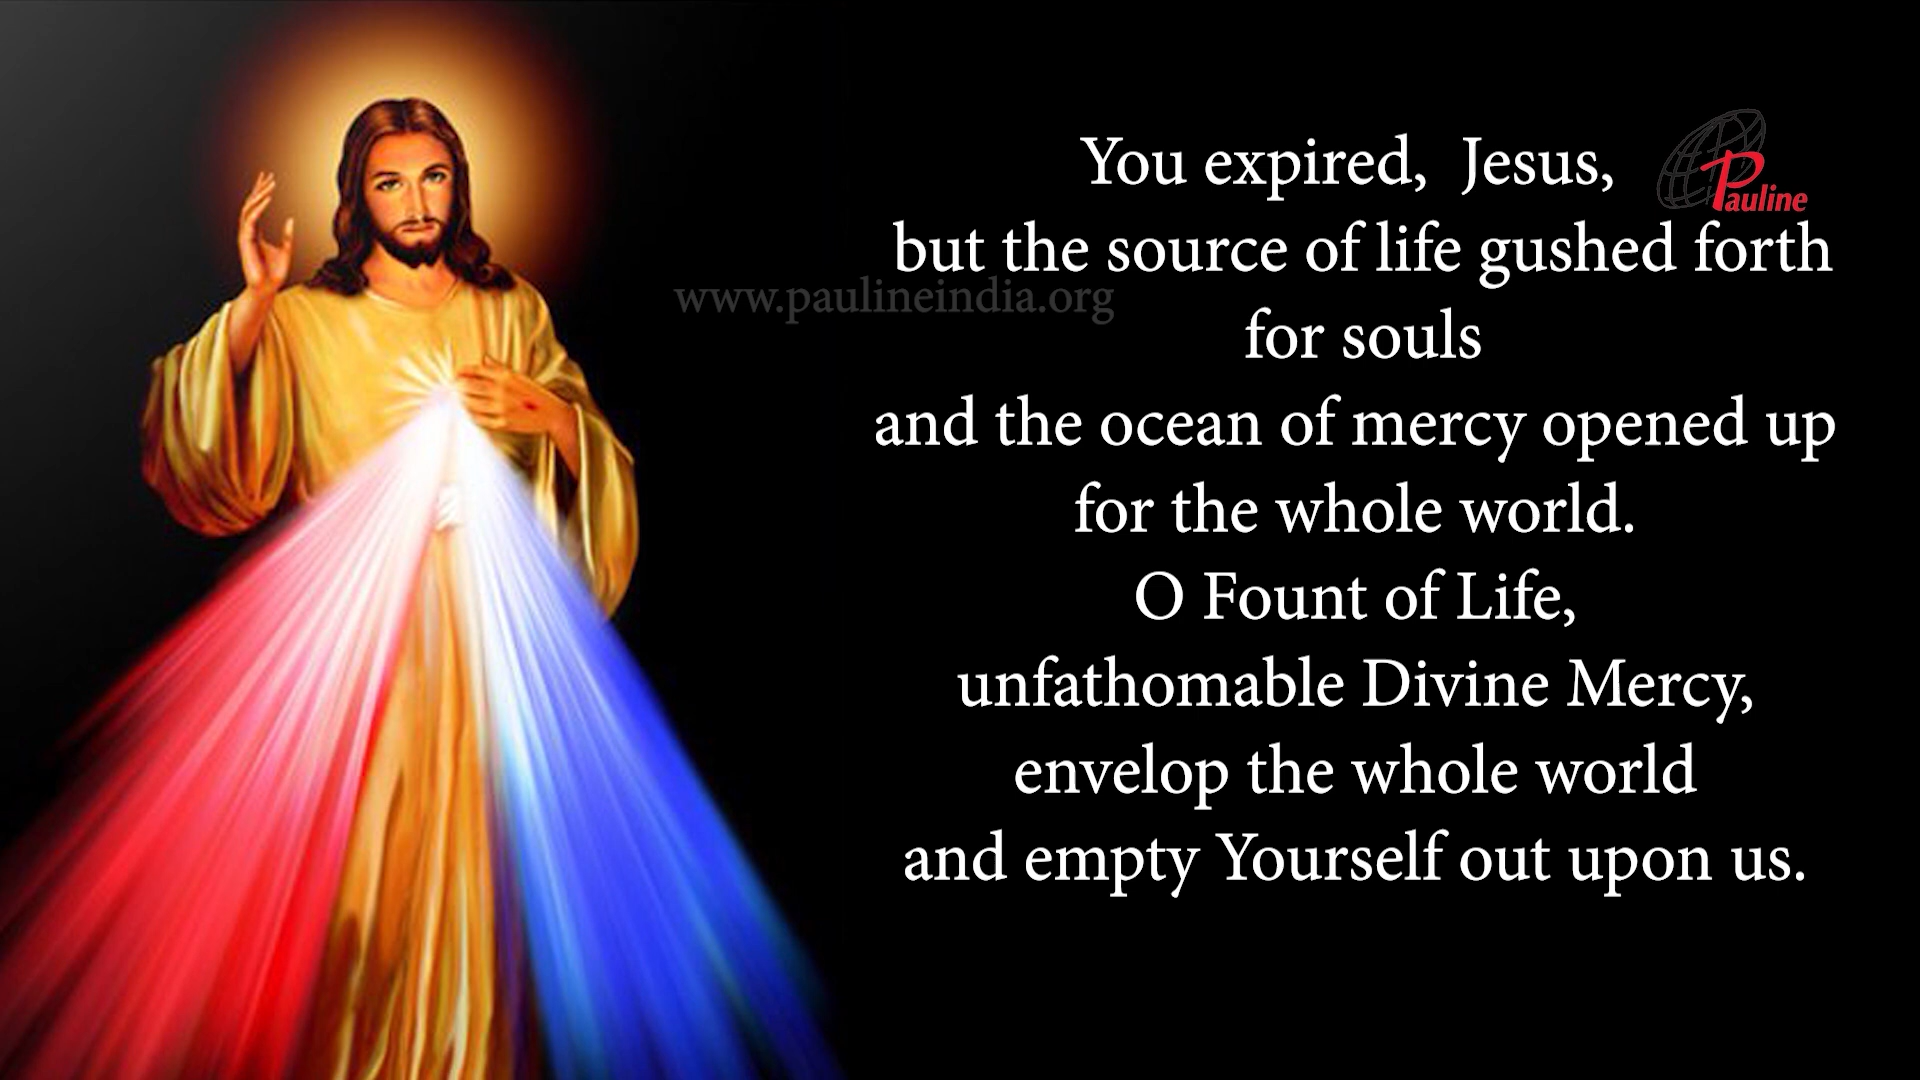 You expired, Jesus,
Pauline
but the source of life gushed forth
www.paulineindia.org
for souls
and the ocean of mercy opened up
for the whole world.
O Fount of Life,
unfathomable Divine Mercy,
envelop the whole world
and empty Yourself out upon us.